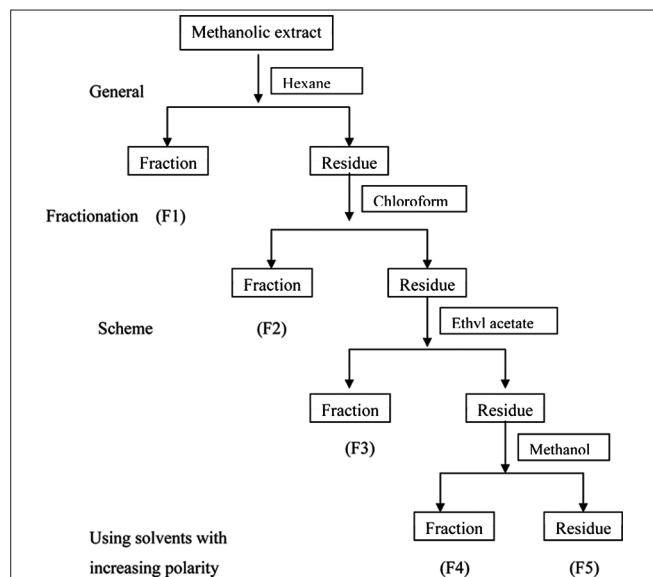 Methanolic extract
Hexane
General
Fraction
Residue
Chloroform
Fractionation (F1)
Fraction
Residue
Ethyl acetate
Scheme
(F2)
Fraction
Residue
Methanol
(F3)
Fraction
Residue
Using solvents with
increasing polarity
(F4)
(F5)